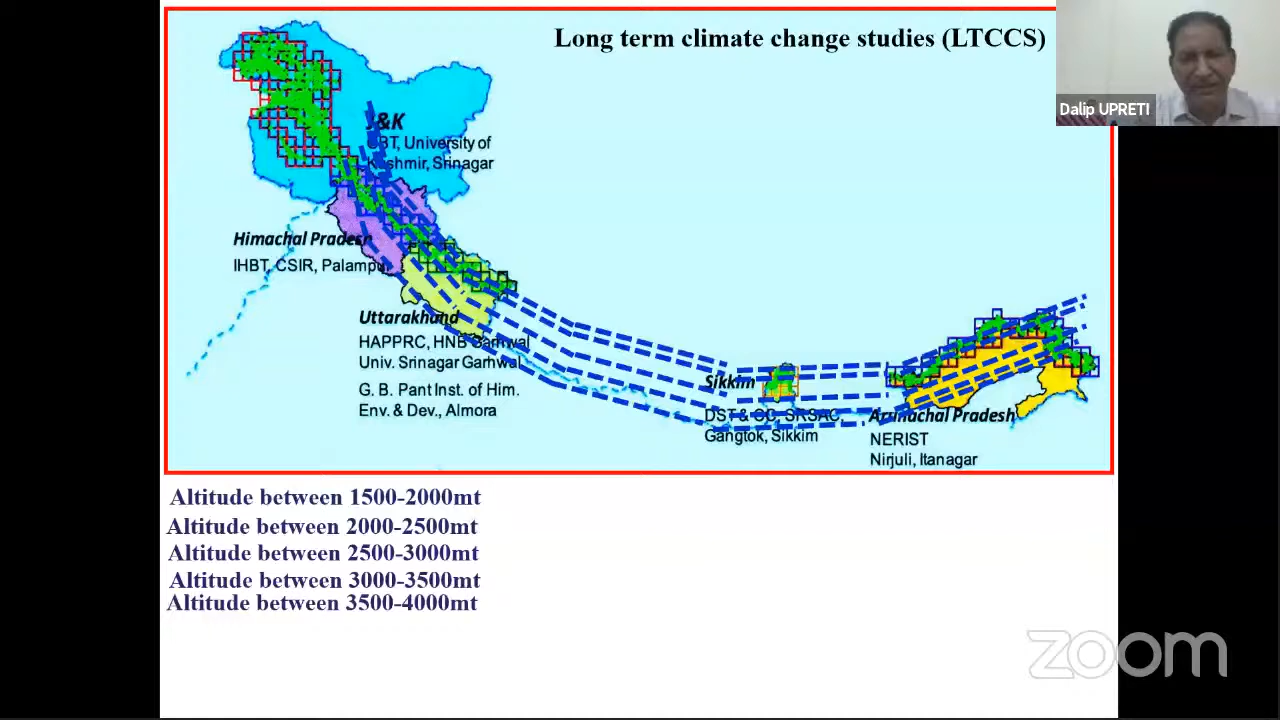 Long term climate change studies (LTCCS)
Dalip UPRETI
J&K
CBT, University of
Kashmir, Srinagar
Himachal Pradesh
IHBT, CSIR, Palampur
Uttarakhand
HAPPRC, HNB Garhwal
Univ. Srinagar Garhwal
G. B. Pant Inst. of Him.
Env. & Dev., Almora
Sikkim
DST & CC, SRSAC,
Gangtok, Sikkim
Arunachal Pradesh
NERIST
Nirjuli, Itanagar
Altitude between 1500-2000mt
Altitude between 2000-2500mt
Altitude between 2500-3000mt
Altitude between 3000-3500mt
Altitude between 3500-4000mt
zoom